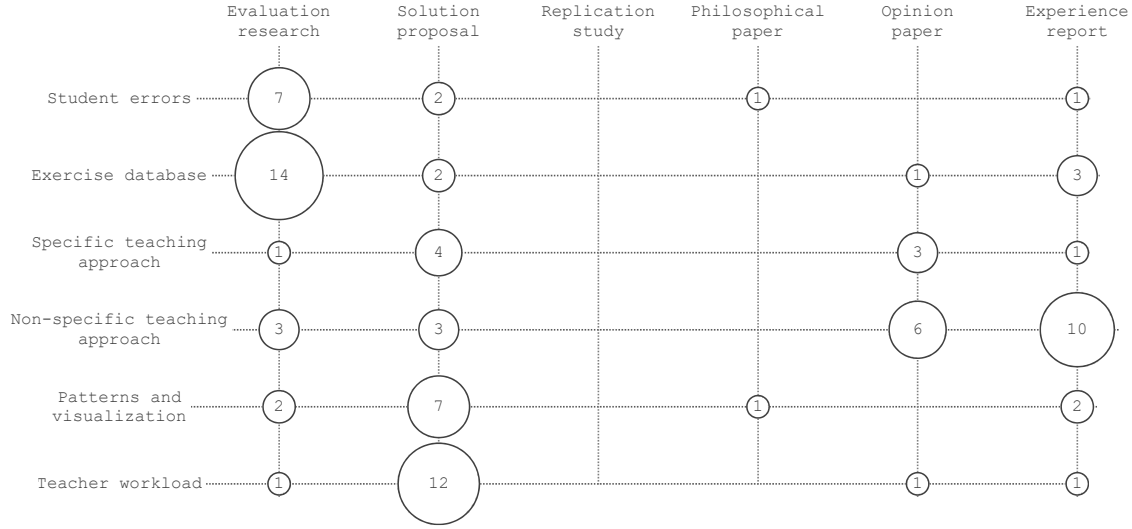 Evaluation research
Solution proposal
Replication study
Philosophical paper
Opinion paper
Experience report
Student errors 7 2 1 1
Exercise database 14 2 1 3
Specific teaching approach 1 4 3 1
Non-specific teaching approach 3 3 6 10
Patterns and visualization 2 7 1 2
Teacher workload 1 12 1 1